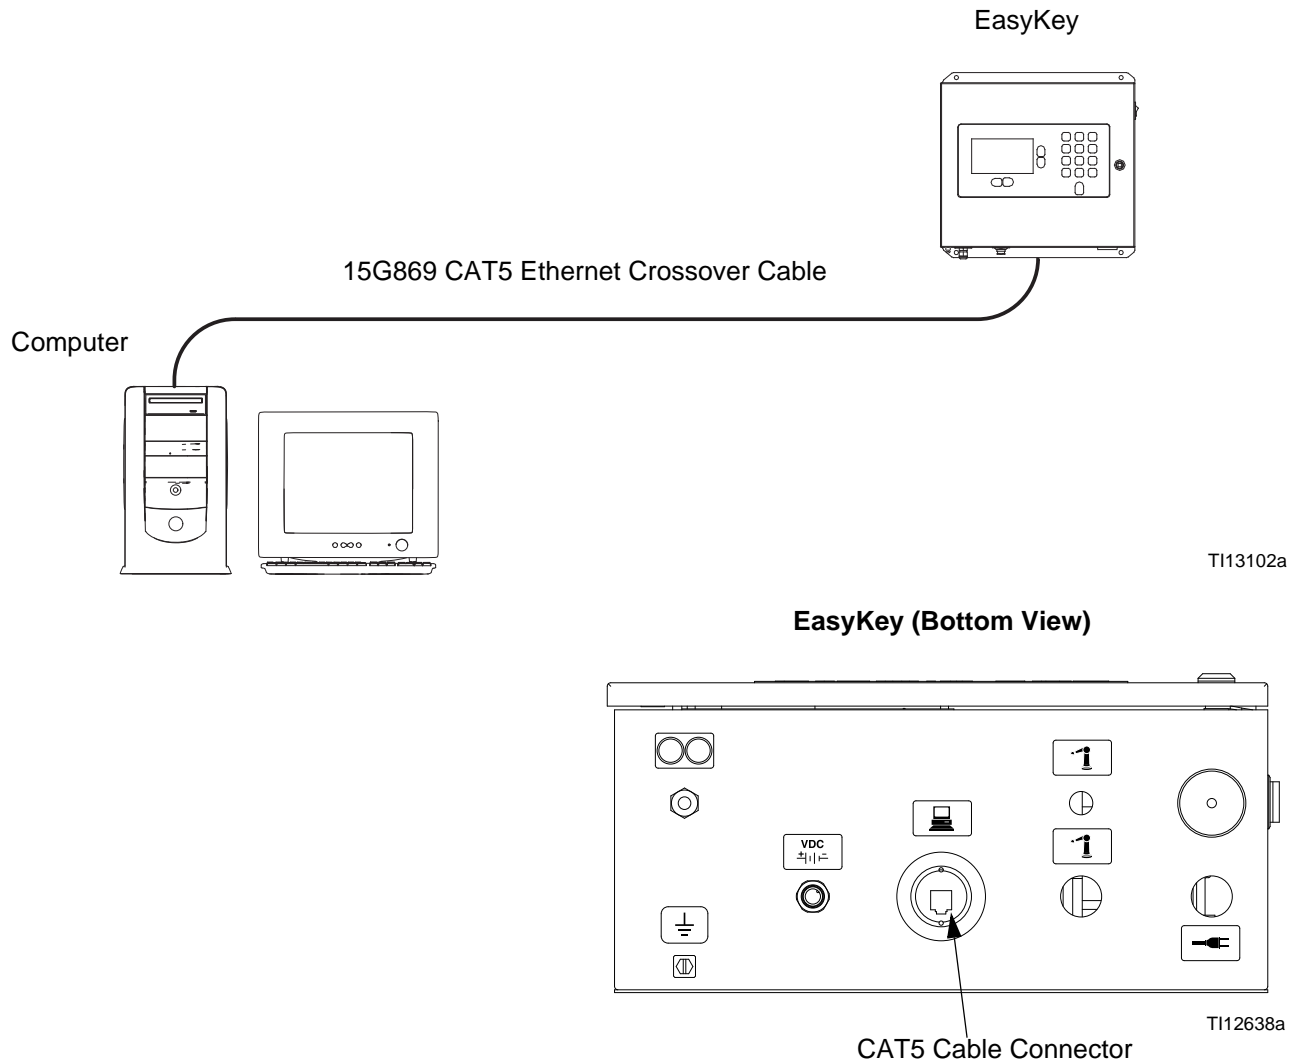 EasyKey
15G869 CAT5 Ethernet Crossover Cable
Computer
TI13102a
EasyKey (Bottom View)
VDC
TI12638a
CAT5 Cable Connector